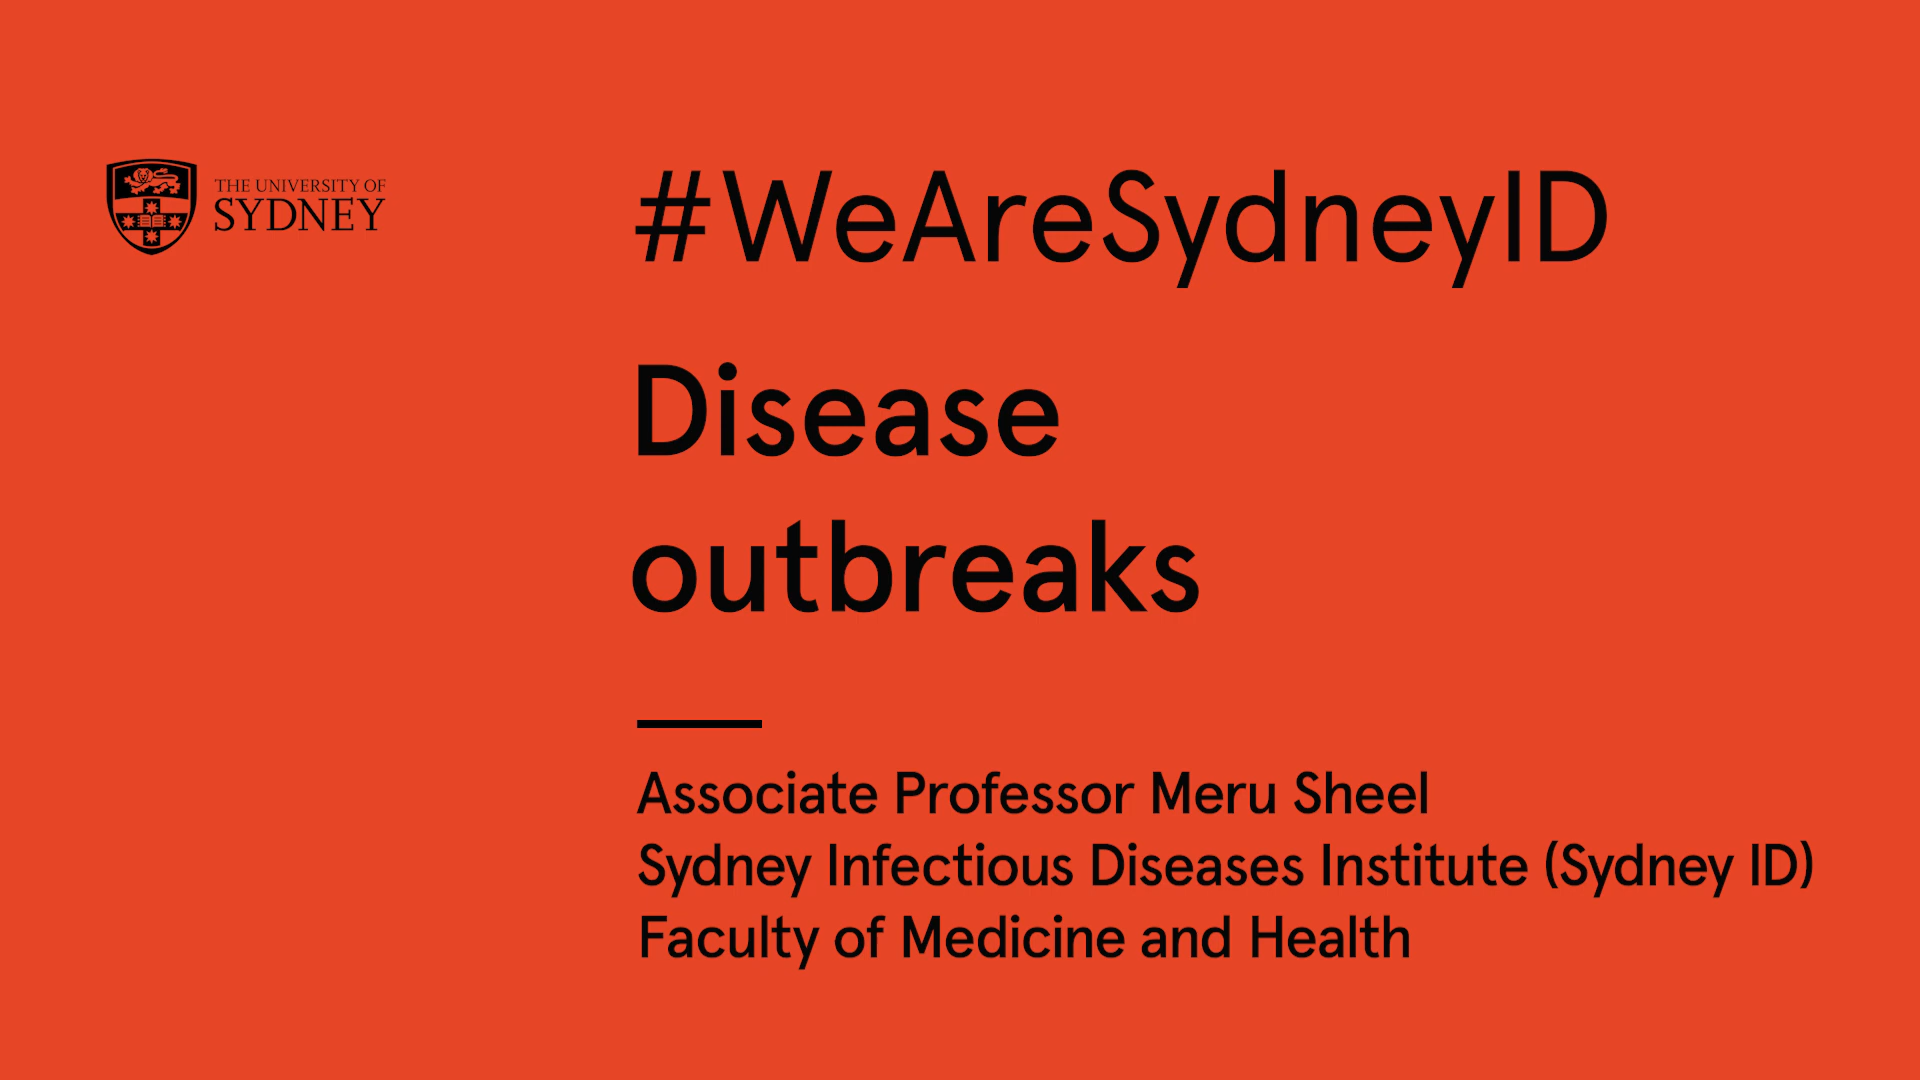 THE UNIVERSITY OF
SYDNEY
#WeAreSydneyID
Disease
outbreaks
Associate Professor Meru Sheel
Sydney Infectious Diseases Institute (Sydney ID)
Faculty of Medicine and Health